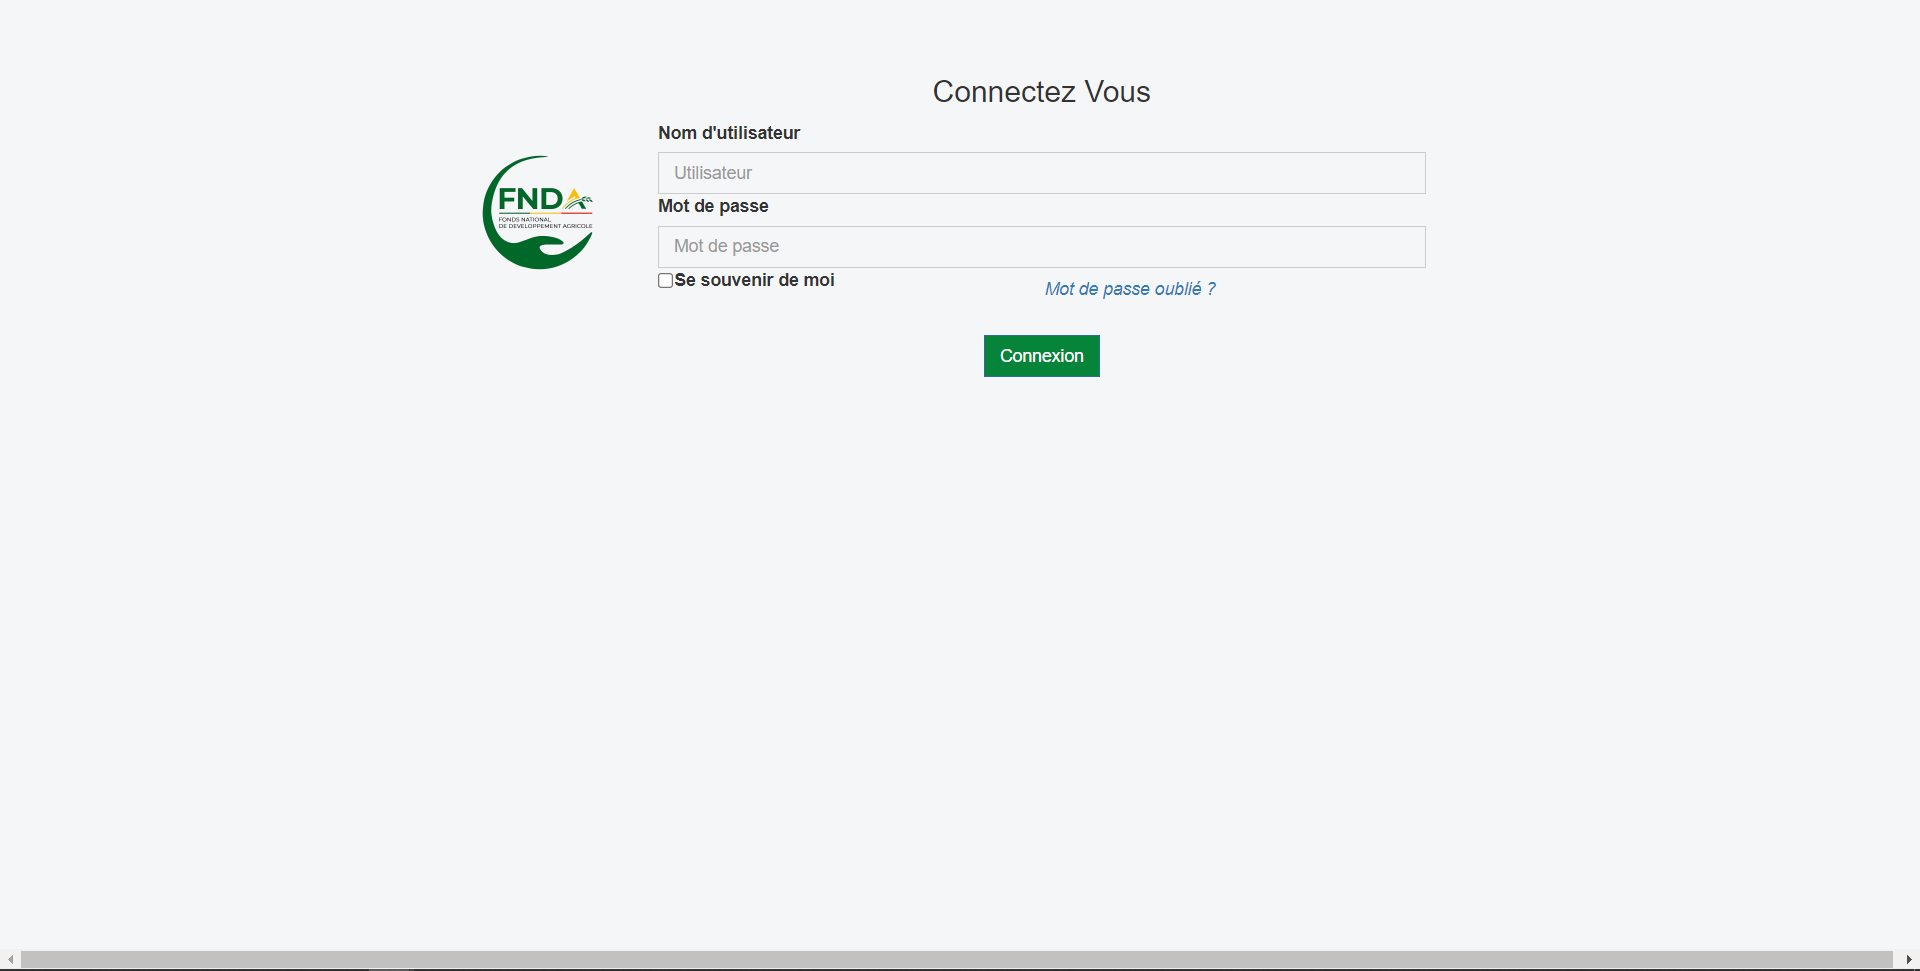 Connectez Vous
Nom d'utilisateur
Utilisateur
FNDA
FONDS NATIONAL
DE DEVELOPPEMENT AGRICOLE
Mot de passe
Mot de passe
Se souvenir de moi
Mot de passe oublié ?
Connexion